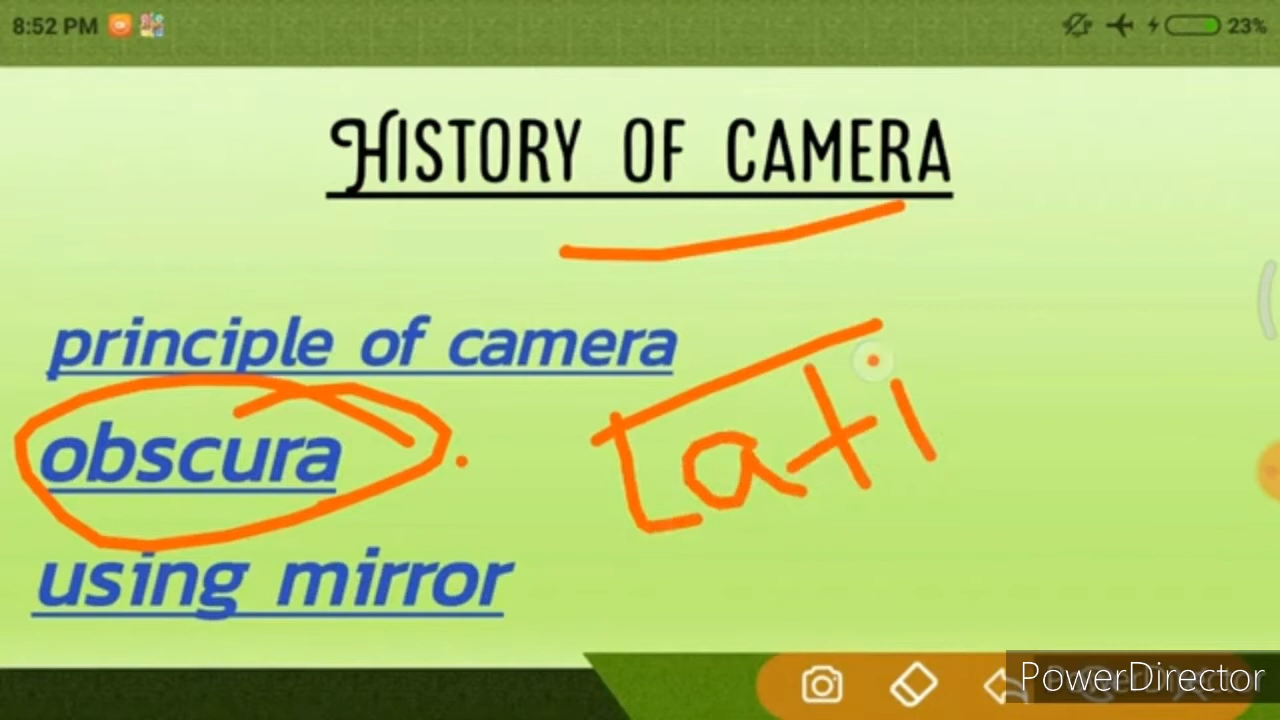 8:52 PM 23%
HISTORY OF CAMERA
principle of camera
obscura
Lati
using mirror
PowerDirector